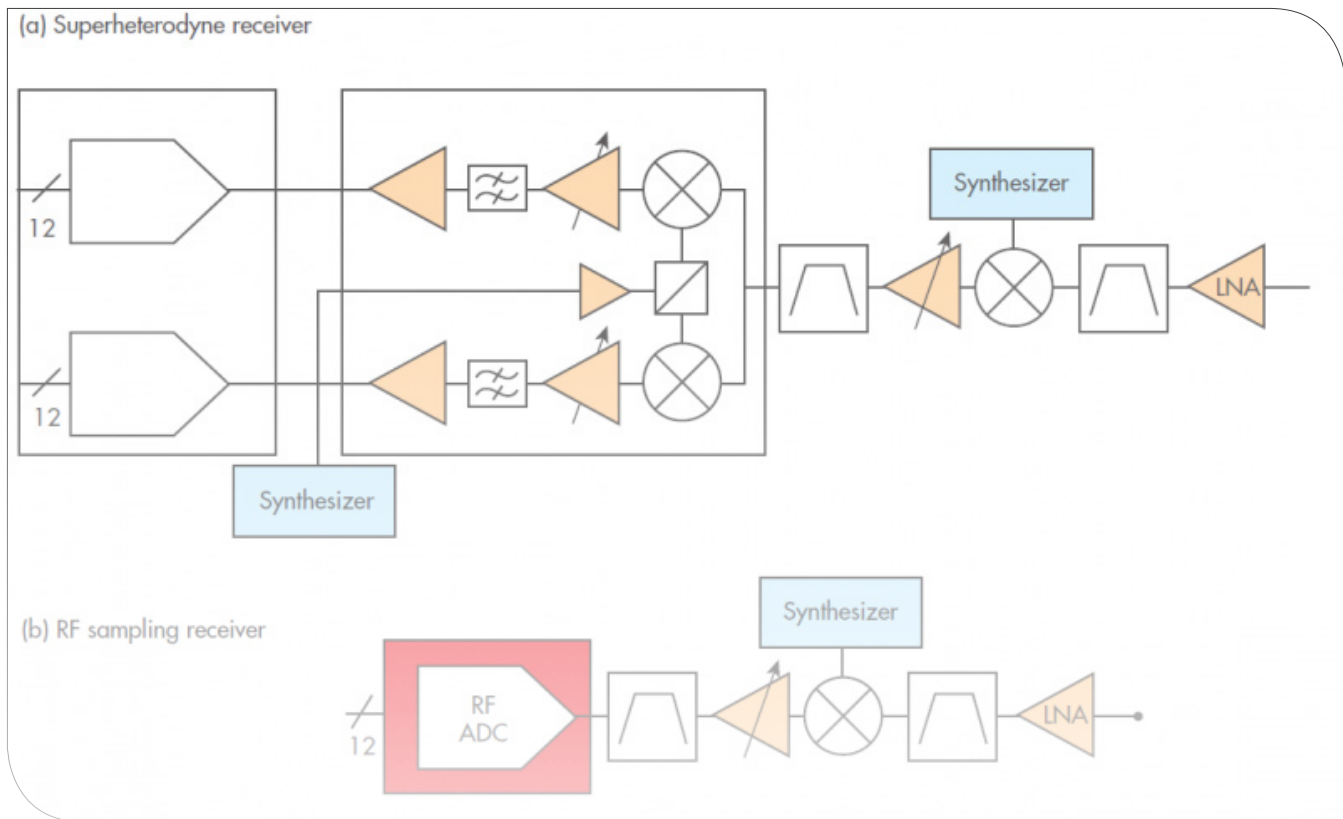 (a) Superheterodyne receiver
Synthesizer
12
LNA
12
Synthesizer
Synthesizer
(b) RF sampling receiver
RF
ADC
LNA
12